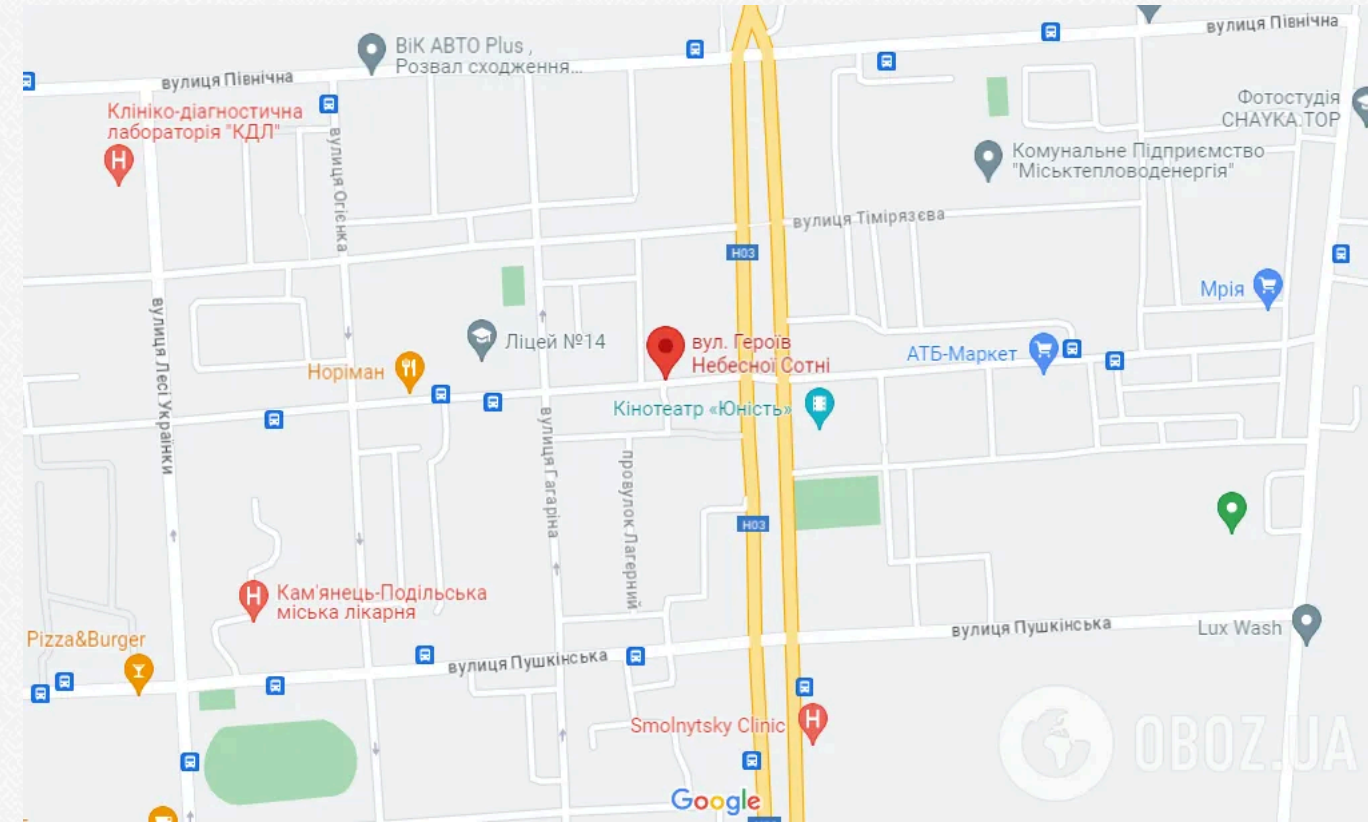 вулиця Північна
ВіК АВТО Plus ,
Розвал сходження...
вулиця Північна
Клініко-діагностична
лабораторія "КДЛ"
Фотостудія
CHAYKA.TOP
вулиця Огієнка
Комунальне Підприємство
"Міськтепловоденергія"
вулиця Тімірязєва
H03
Мрія
вулиця Лесі Українки
Ліцей №14
вул. Героїв
Небесної Сотні
АТБ-Маркет
Норіман
Кінотеатр «Юність»
вулиця Гагаріна
провулок Лагерний
H03
Кам'янець-Подільська
міська лікарня
Pizza&Burger
вулиця Пушкінська
вулиця Пушкінська
Lux Wash
Smolnytsky Clinic
OBOZ.UA
Google